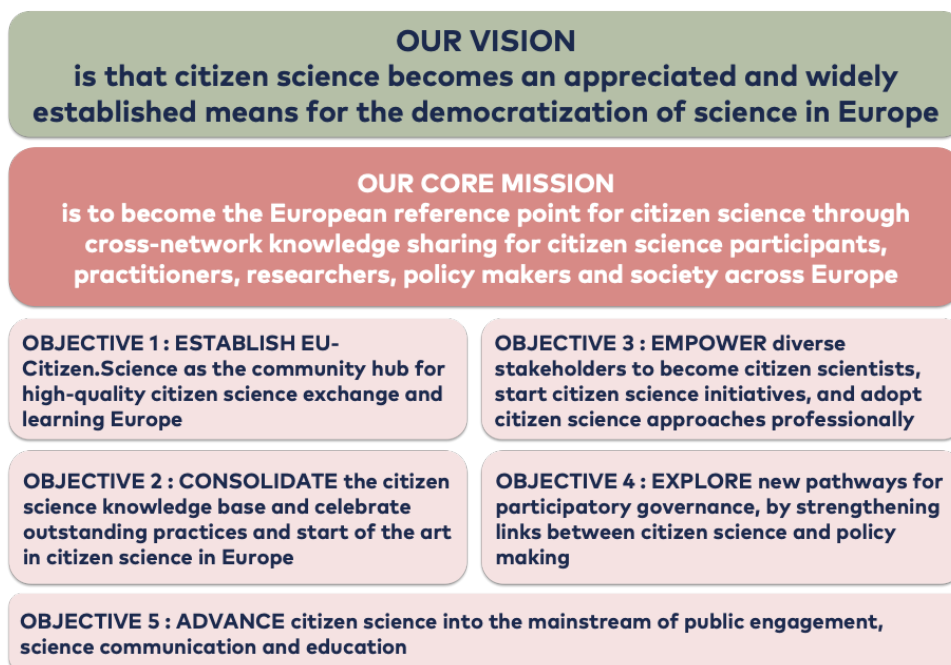 OUR VISION
is that citizen science becomes an appreciated and widely
established means for the democratization of science in Europe
OUR CORE MISSION
is to become the European reference point for citizen science through
cross-network knowledge sharing for citizen science participants,
practitioners, researchers, policy makers and society across Europe
OBJECTIVE 1 : ESTABLISH EU-
Citizen.Science as the community hub for
high-quality citizen science exchange and
learning Europe
OBJECTIVE 2 : CONSOLIDATE the citizen
science knowledge base and celebrate
outstanding practices and start of the art
in citizen science in Europe
OBJECTIVE 3 : EMPOWER diverse
stakeholders to become citizen scientists,
start citizen science initiatives, and adopt
citizen science approaches professionally
OBJECTIVE 4 : EXPLORE new pathways for
participatory governance, by strengthening
links between citizen science and policy
making
OBJECTIVE 5 : ADVANCE citizen science into the mainstream of public engagement,
science communication and education